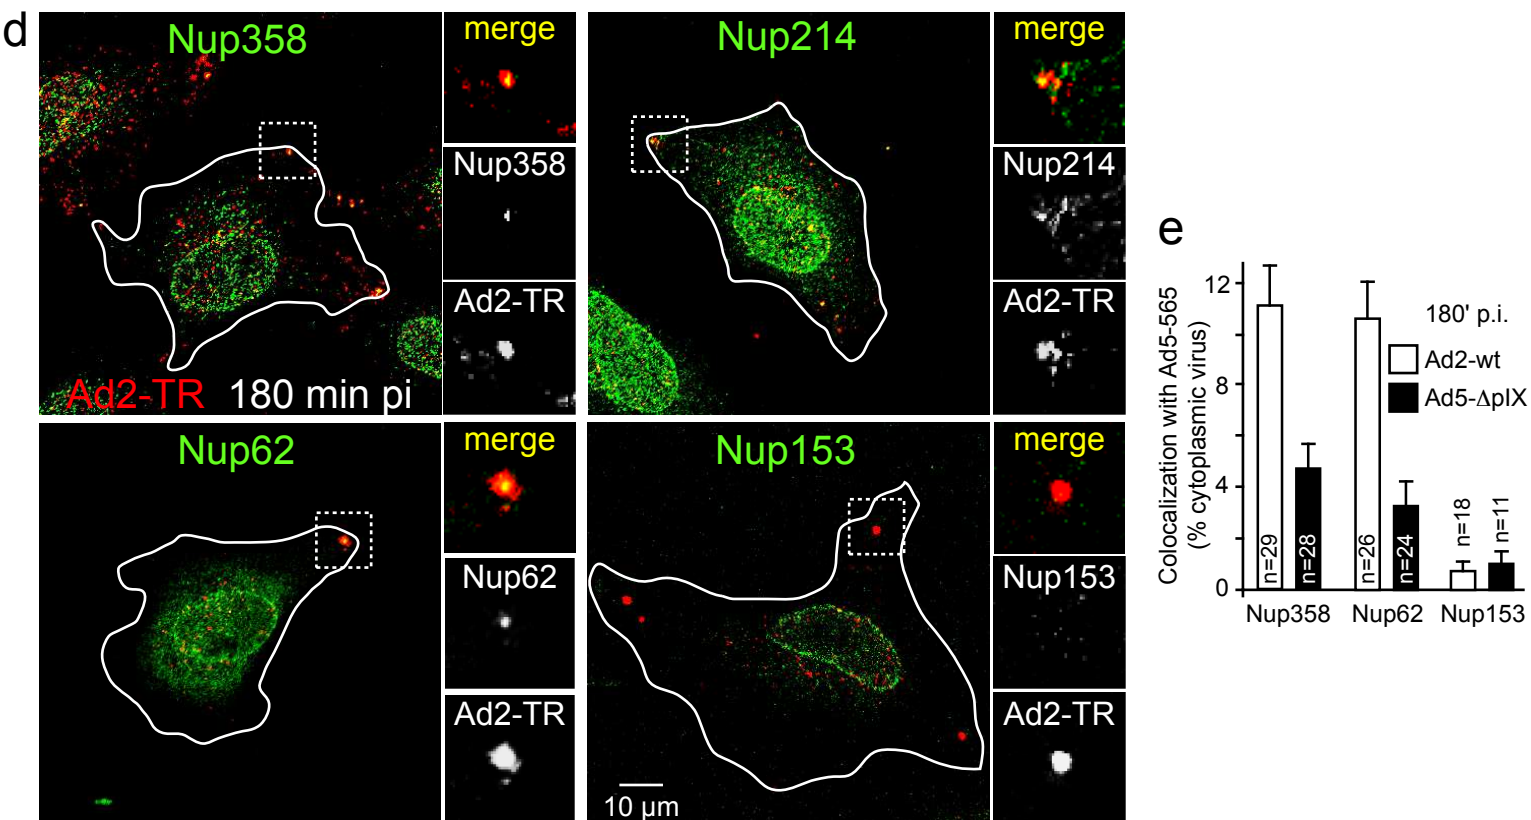 d
Nup358
merge
Nup358
Ad2-TR
Ad2-TR 180 min pi
Nup214
merge
Nup214
Ad2-TR
Nup62
merge
Nup62
Ad2-TR
Nup153
10 µm
merge
Nup153
Ad2-TR
e
Colocalization with Ad5-565
(% cytoplasmic virus)
12
8
4
0
180' p.i.
Ad2-wt
Ad5-ΔpIX
n=29
n=28
n=26
n=24
n=18
n=11
Nup358
Nup62
Nup153